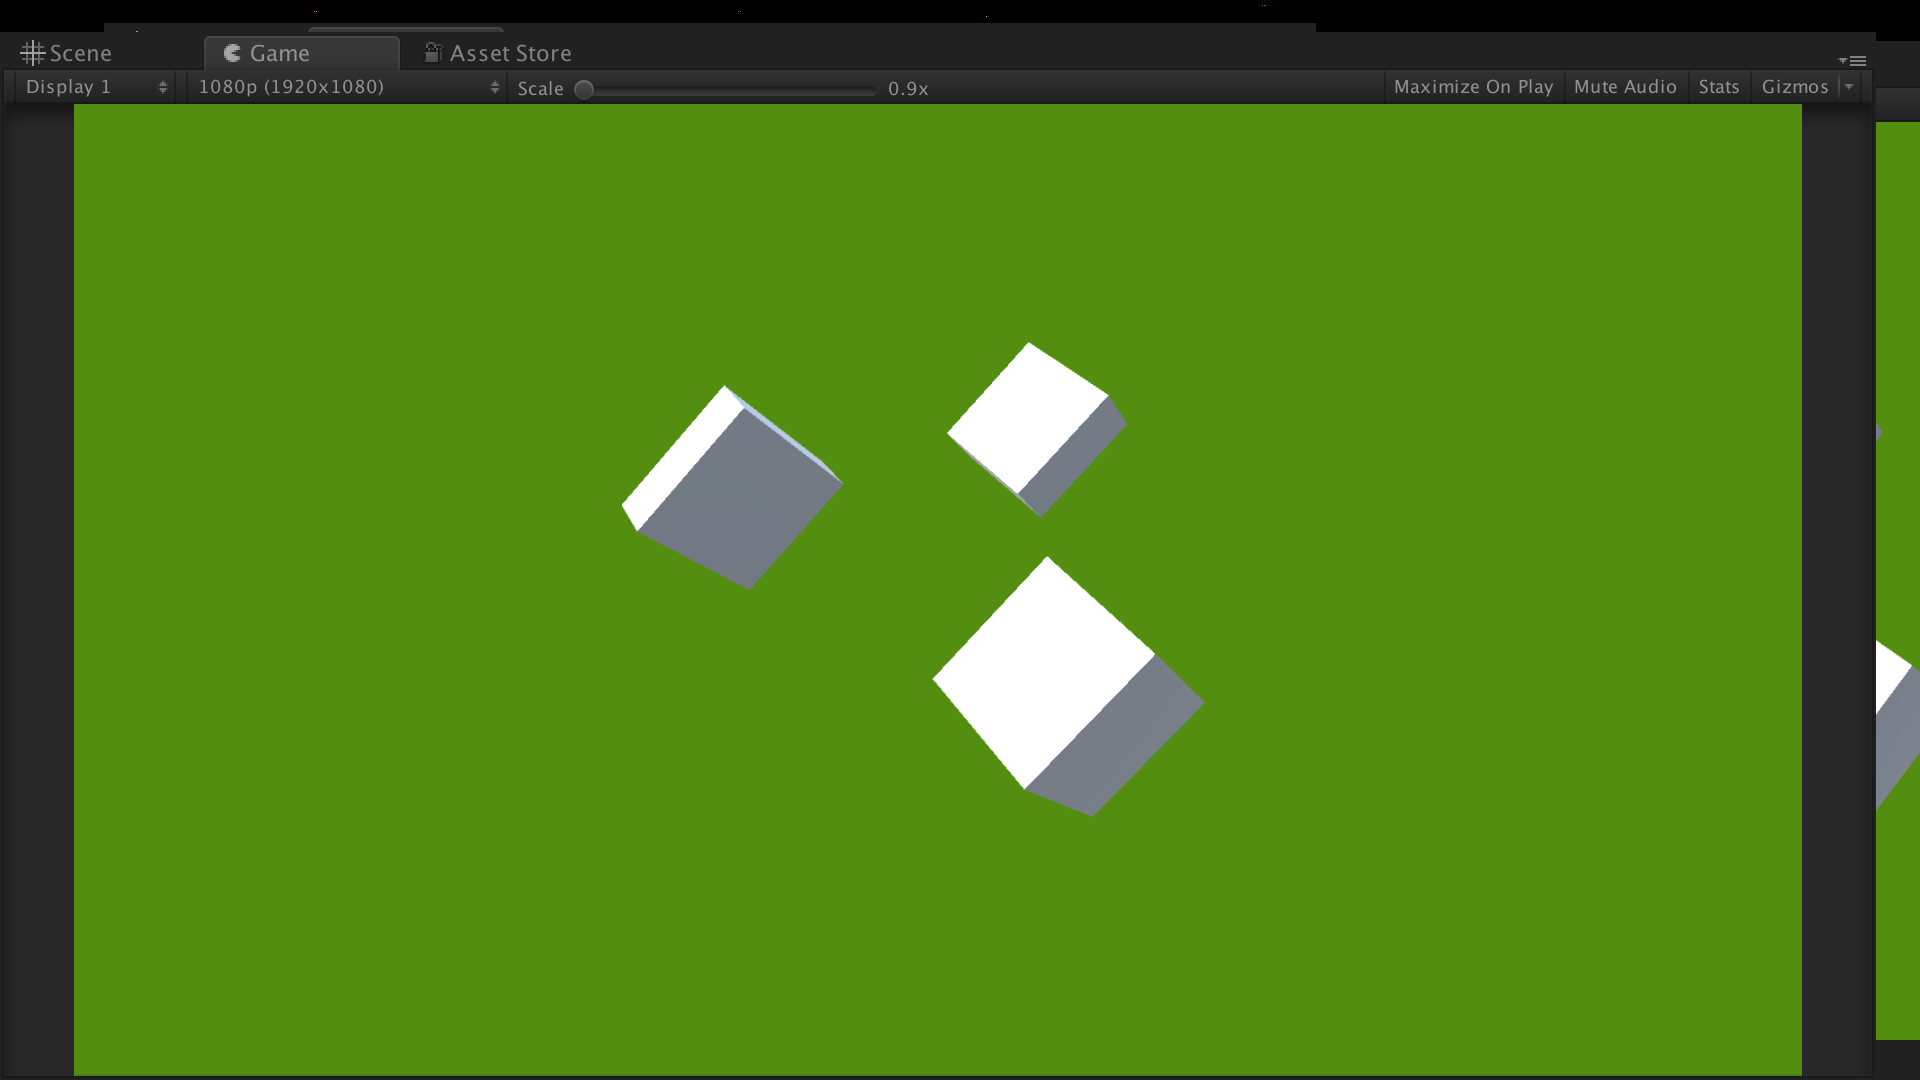 Scene Game Asset Store
Display 1 1080p (1920x1080) Scale 0.9x Maximize On Play Mute Audio Stats Gizmos